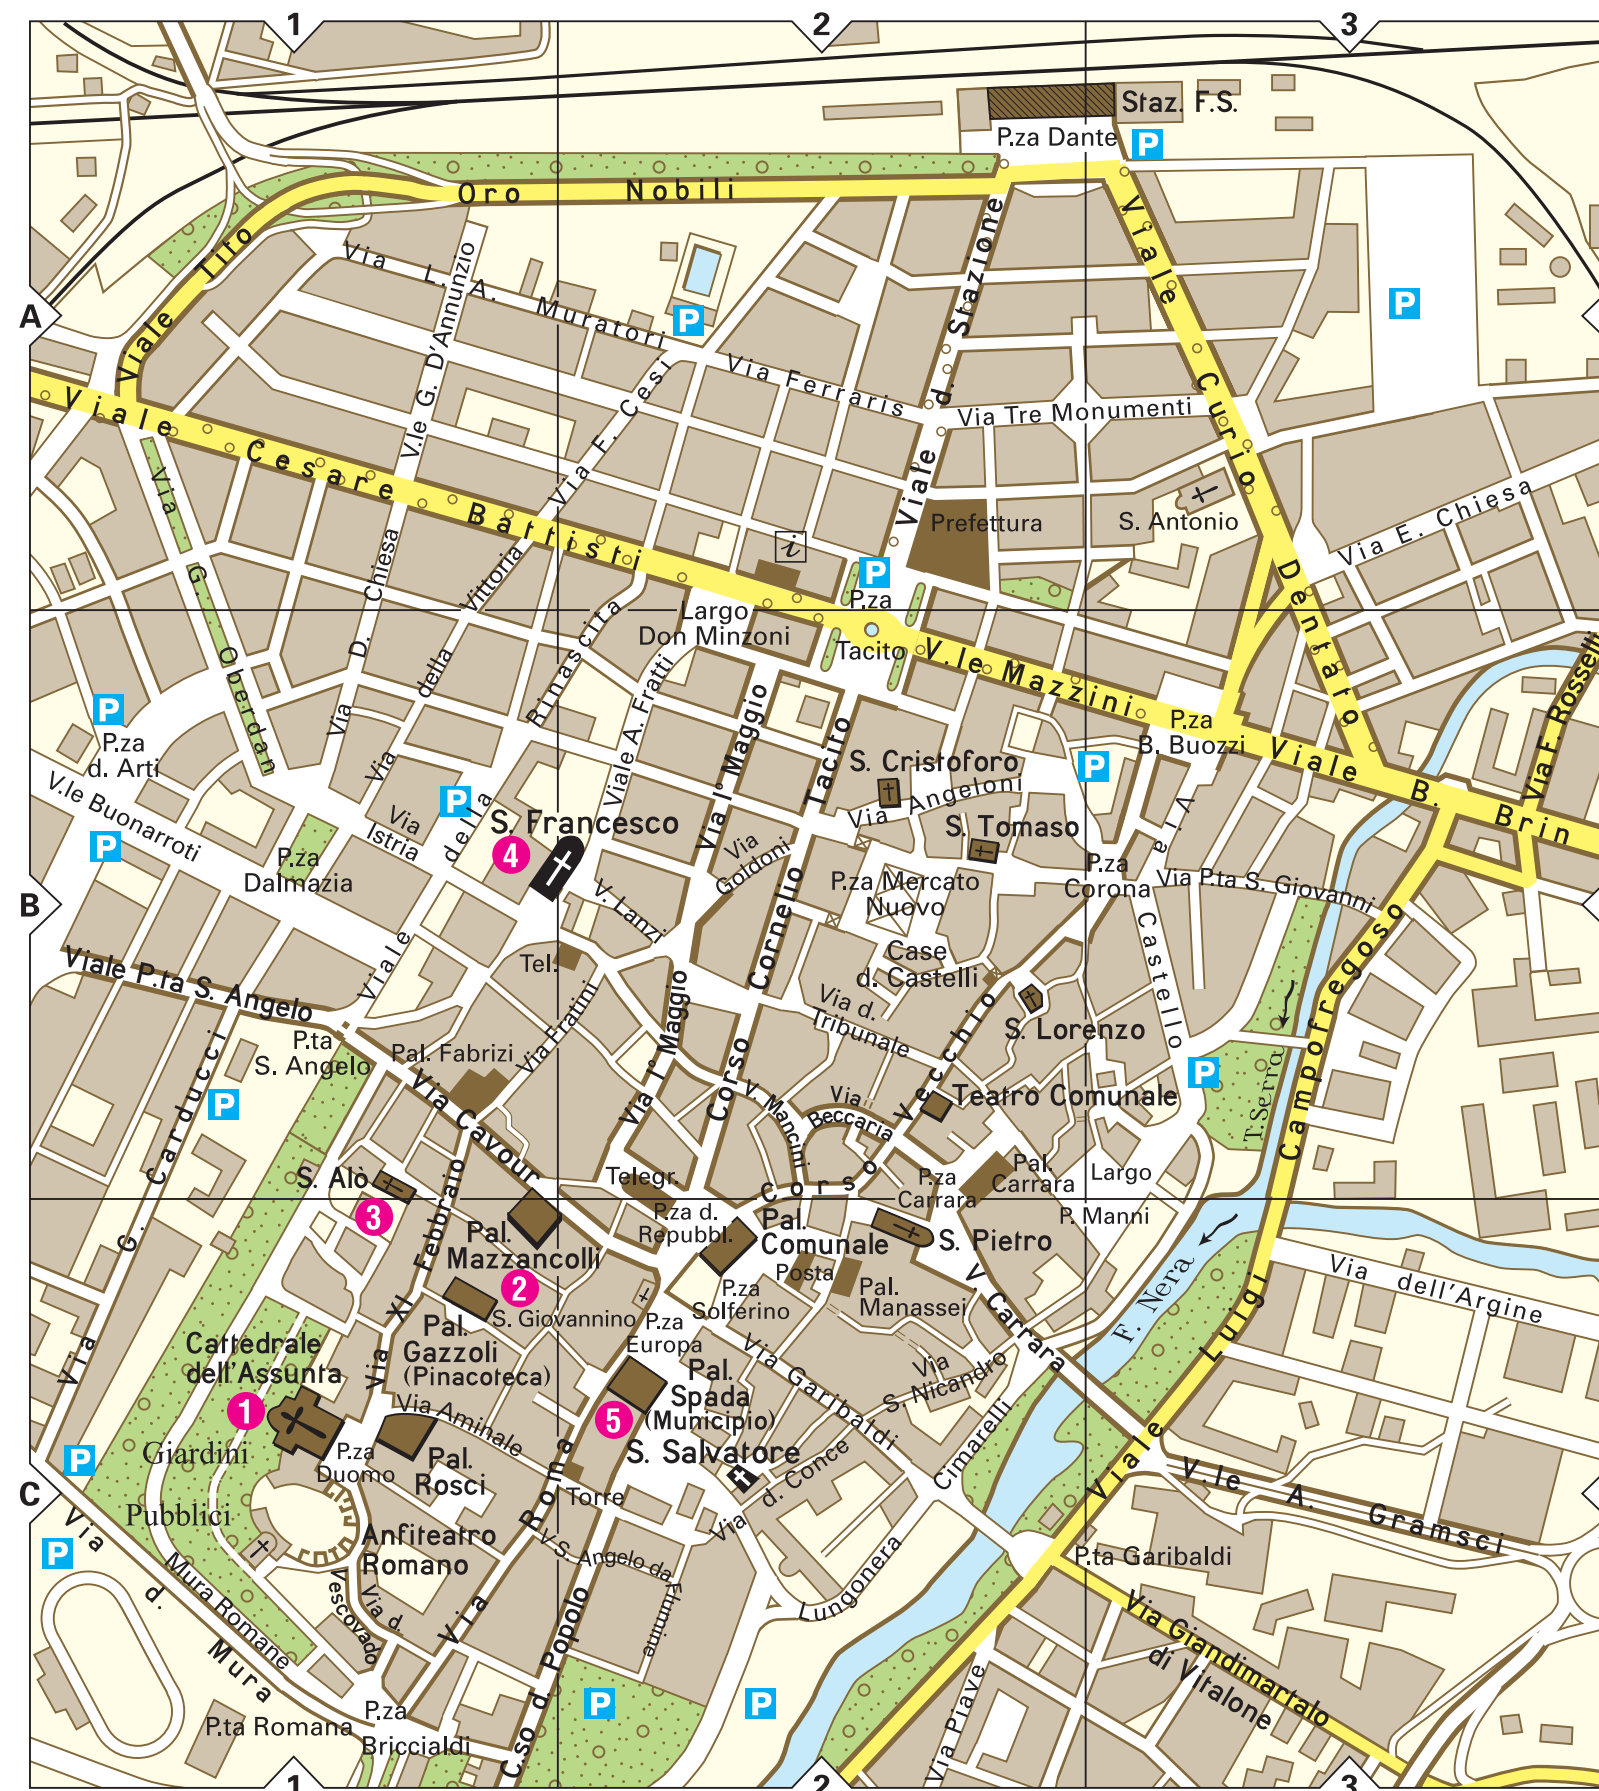 1
2
3
Staz. F.S.
P.za Dante
P
Oro Nobili
Viale Tito
Via L. A. Muratori
V.le G. D'Annunzio
Viale d. Stazione
Viale Curio Dentato
A
P
P
Via Ferraris
Via F. Cesi
Via Tre Monumenti
Viale Cesare Battisti
Prefettura
S. Antonio
Via E. Chiesa
i
P
P.za
Tacito
Via G. Oberdan
Via D. Chiesa
Via della Vittoria
Rinascita
Largo
Don Minzoni
V.le Mazzini
Viale A. Fratti
Via I° Maggio
Corso Cornelio Tacito
P
P.za
d. Arti
V.le Buonarroti
P
P
P.za
Dalmazia
Via
Istria
Viale della
S. Francesco
4
V. Lanzi
Via
Goldoni
S. Cristoforo
Via Angeloni
S. Tomaso
P.za Mercato
Nuovo
Case
d. Castelli
P.za
B. Buozzi
P
Viale B. Brin
Via F. Rosselli
P.za
Corona
Via P.ta S. Giovanni
Via Castello
B
Viale P.ta S. Angelo
Tel.
Via Fratini
P.ta
S. Angelo
Pal. Fabrizi
Via Cavour
Via I° Maggio
Via d.
Tribunale
S. Lorenzo
Corso Vecchio
Teatro Comunale
Via
Beccaria
V. Mancini
P
T. Serra
Viale Luigi Campofregoso
Via G. Carducci
P
S. Alò
3
Telegr.
P.za
Carrara
Pal.
Carrara
Largo
P. Manni
P.za d.
Repubbl.
Pal.
Comunale
S. Pietro
Via XI Febbraio
Pal.
Mazzancolli
2
Posta
Pal.
Manassei
P.za
Solferino
S. Giovannino
P.za
Europa
V. Carrara
F. Nera
Via dell'Argine
Pal.
Gazzoli
(Pinacoteca)
Cattedrale
dell'Assunta
1
Via Aminale
Pal.
Spada
(Municipio)
5
Via Garibaldi
Via
S. Nicandro
S. Salvatore
Via d. Conce
Cimarelli
P
Giardini
Pubblici
P.za
Duomo
Pal.
Rosci
Via Roma
Torre
C
V.le A. Gramsci
P
Via d. Mura
Mura Romane
Anfiteatro
Romano
Via d.
Vescovado
V. S. Angelo da Flumine
Lungonera
P.ta Garibaldi
C.so d. Popolo
Via Giandimartalo
di Vitalone
P
P
Via Piave
P.ta Romana
P.za
Briccialdi
1
2
3